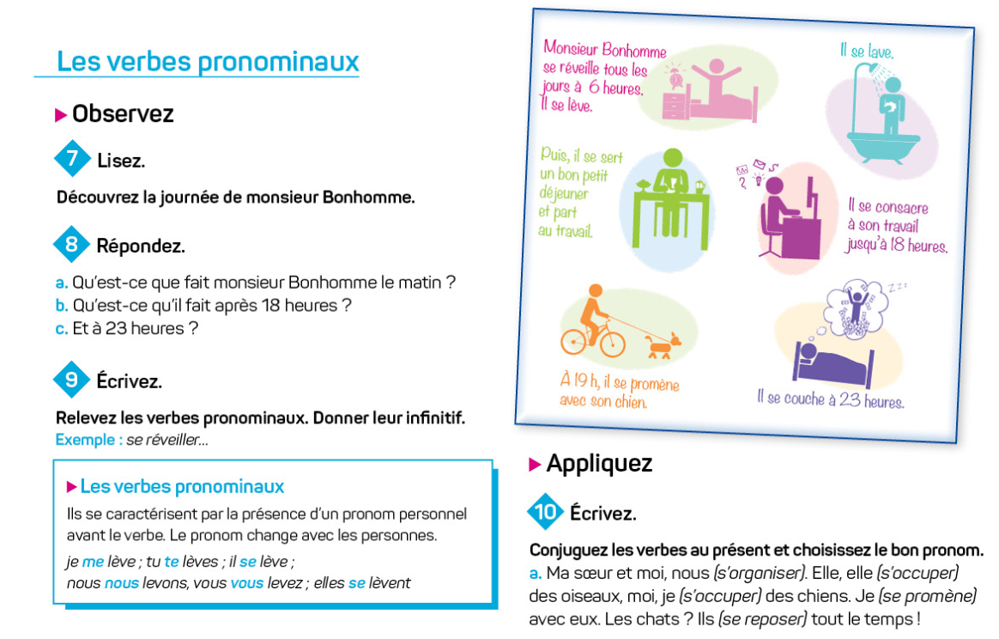 Les verbes pronominaux
Observez
7 Lisez.
Découvrez la journée de monsieur Bonhomme.
8 Répondez.
a. Qu'est-ce que fait monsieur Bonhomme le matin ?
b. Qu'est-ce qu'il fait après 18 heures ?
c. Et à 23 heures ?
9 Écrivez.
Relevez les verbes pronominaux. Donner leur infinitif.
Exemple : se réveiller...
Les verbes pronominaux
Ils se caractérisent par la présence d'un pronom personnel
avant le verbe. Le pronom change avec les personnes.
je me lève ; tu te lèves ; il se lève ;
nous nous levons, vous vous levez ; elles se lèvent
Monsieur Bonhomme
se réveille tous les
jours à 6 heures.
Il se lève.
Il se lave.
Puis, il se sert
un bon petit
déjeuner
et part
au travail.
?
Il se consacre
à son travail
jusqu'à 18 heures.
À 19 h, il se promène
avec son chien.
zzz
Il se couche à 23 heures.
Appliquez
10 Écrivez.
Conjuguez les verbes au présent et choisissez le bon pronom.
a. Ma sœur et moi, nous (s'orgoniser). Elle, elle (s'occuper)
des oiseaux, moi, je (s'occuper) des chiens. Je (se promène)
avec eux. Les chats ? Ils (se reposer) tout le temps !